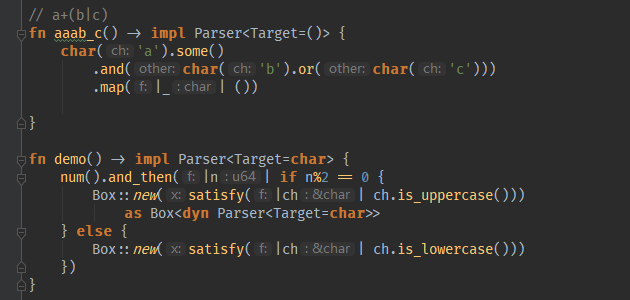 // a+(b|c)
fn aaab_c() -> impl Parser<Target=()> {
    char( ch: 'a').some()
        .and( other: char( ch: 'b').or( other: char( ch: 'c')))
        .map( f: |_ : char | ())
}
fn demo() -> impl Parser<Target=char> {
    num().and_then( f: |n : u64 | if n%2 == 0 {
        Box::new( x: satisfy( f: |ch : &char | ch.is_uppercase()))
            as Box<dyn Parser<Target=char>>
    } else {
        Box::new( x: satisfy( f: |ch : &char | ch.is_lowercase()))
    })
}